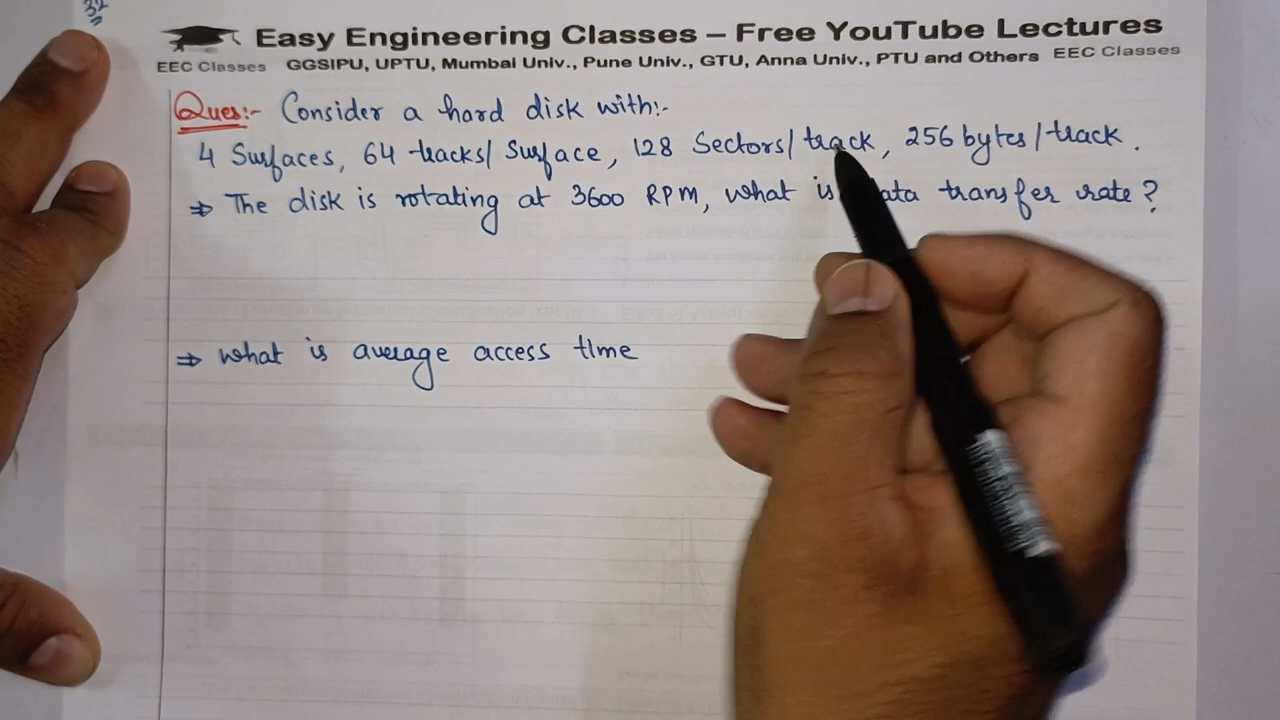 32
Easy Engineering Classes – Free YouTube Lectures
EEC Classes GGSIPU, UPTU, Mumbai Univ., Pune Univ., GTU, Anna Univ., PTU and Others EEC Classes
Ques:- Consider a hard disk with:-
4 Surfaces, 64 tracks/ Surface, 128 Sectors/track, 256 bytes/track.
⇒ The disk is rotating at 3600 RPM, what is ata transfer rate?
⇒ what is average access time